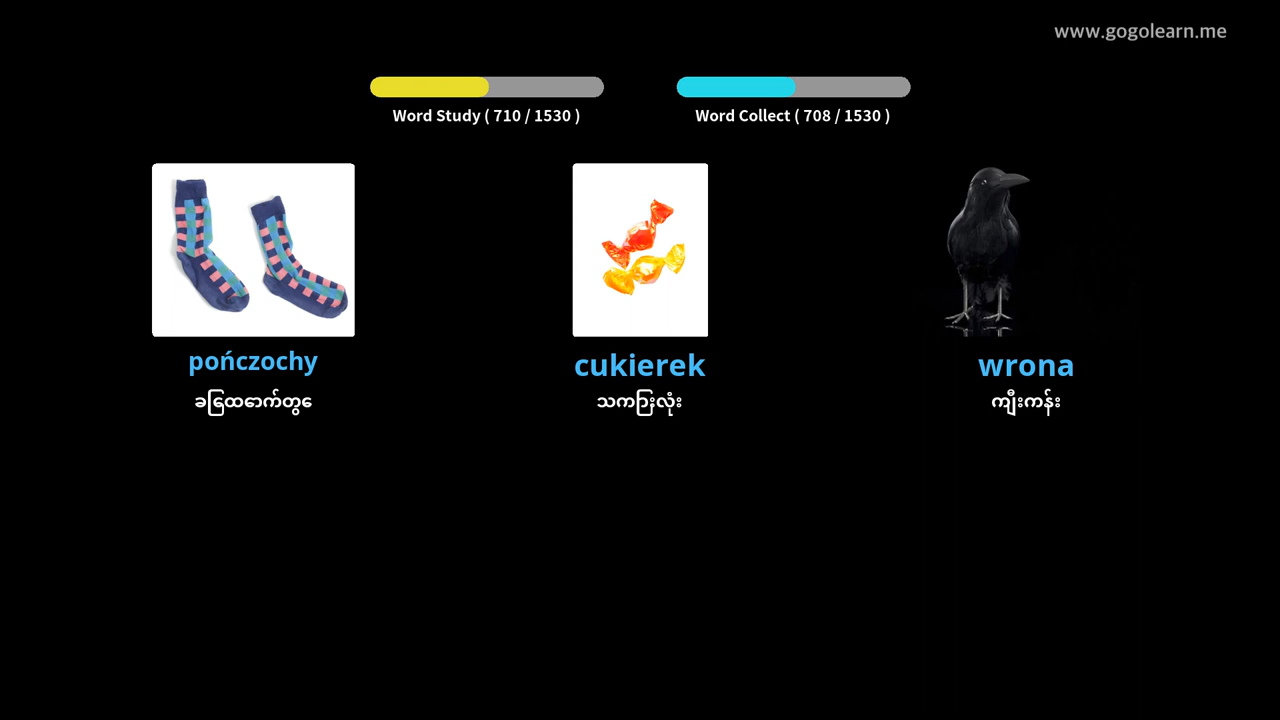 www.gogolearn.me
Word Study ( 710 / 1530 )
Word Collect ( 708 / 1530 )
pończochy
cukierek
wrona
ခြေထောက်တွေ
သကြားလုံး
ကျီးကန်း